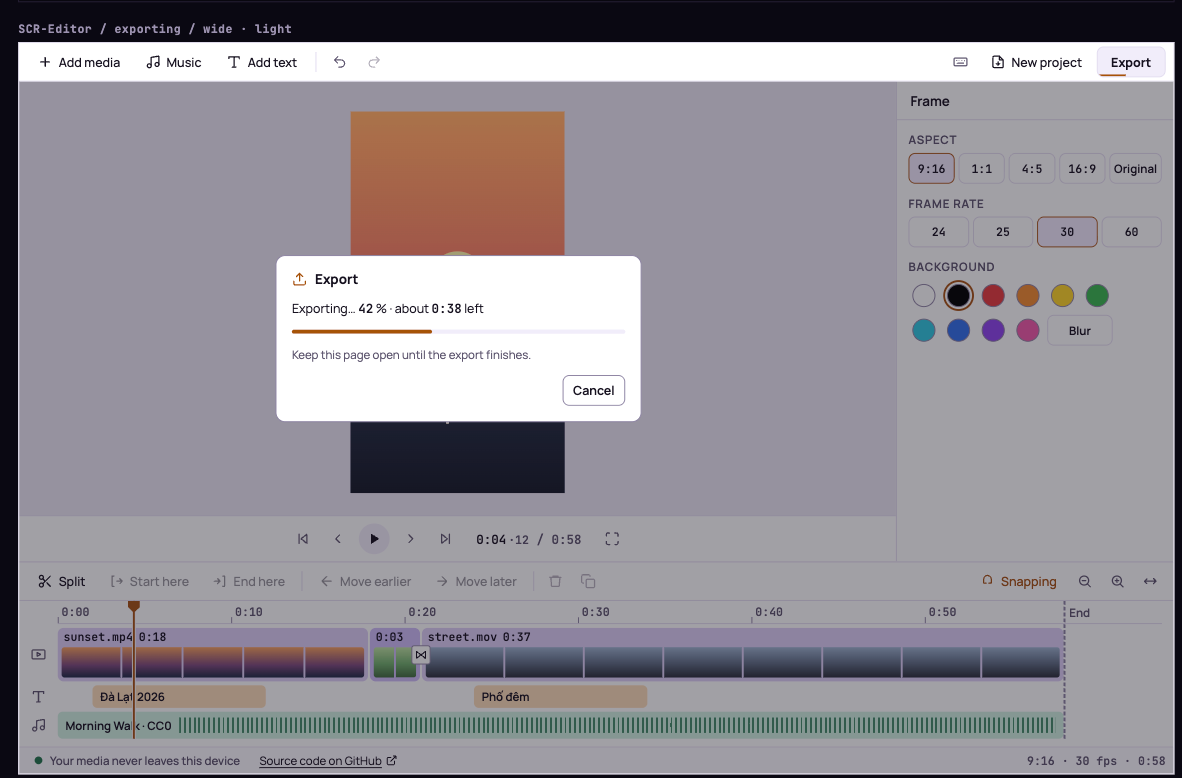 SCR-Editor / exporting / wide · light
Add media Music Add text New project Export
Frame
ASPECT
9:16 1:1 4:5 16:9 Original
FRAME RATE
24 25 30 60
BACKGROUND
Blur
Export
Exporting… 42 % · about 0:38 left
Keep this page open until the export finishes.
Cancel
0:04·12 / 0:58
Split Start here End here Move earlier Move later Snapping
0:00 0:10 0:20 0:30 0:40 0:50 End
sunset.mp4 0:18 0:03 street.mov 0:37
Đà Lạt 2026 Phố đêm
Morning Walk · CC0
Your media never leaves this device Source code on GitHub 9:16 · 30 fps · 0:58